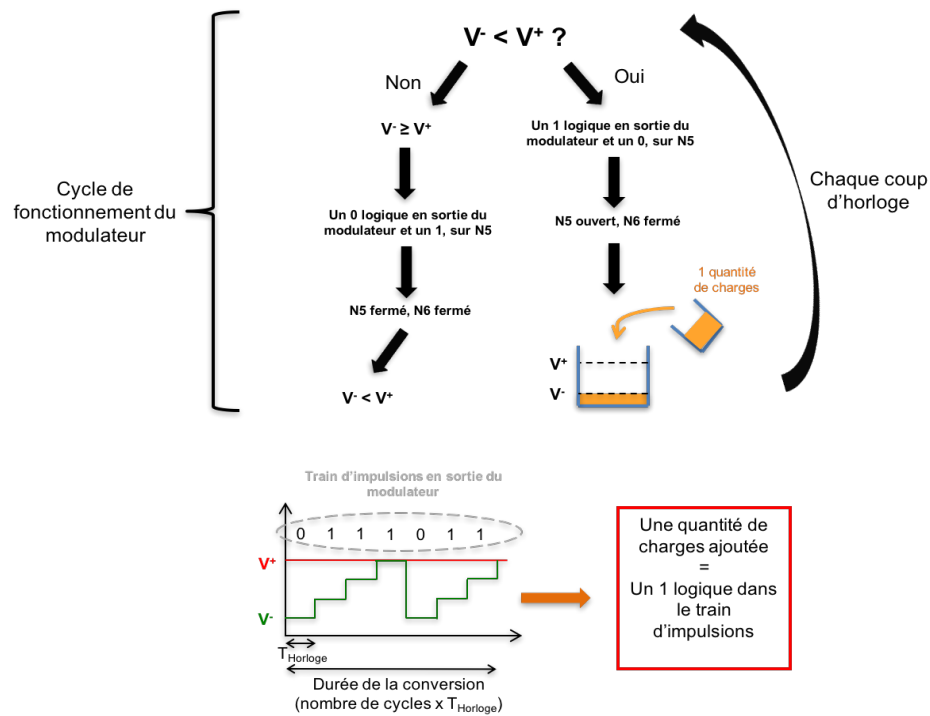 V- < V+ ?
Non
Oui
V- ≥ V+
Un 1 logique en sortie du
modulateur et un 0, sur N5
Cycle de
fonctionnement du
modulateur
Chaque coup
d'horloge
Un 0 logique en sortie du
modulateur et un 1, sur N5
N5 ouvert, N6 fermé
1 quantité
de charges
N5 fermé, N6 fermé
V+
V-
V- < V+
Train d'impulsions en sortie du
modulateur
0 1 1 1 0 1 1
V+
V-
THorloge
Durée de la conversion
(nombre de cycles x THorloge)
Une quantité de
charges ajoutée
=
Un 1 logique dans
le train
d'impulsions